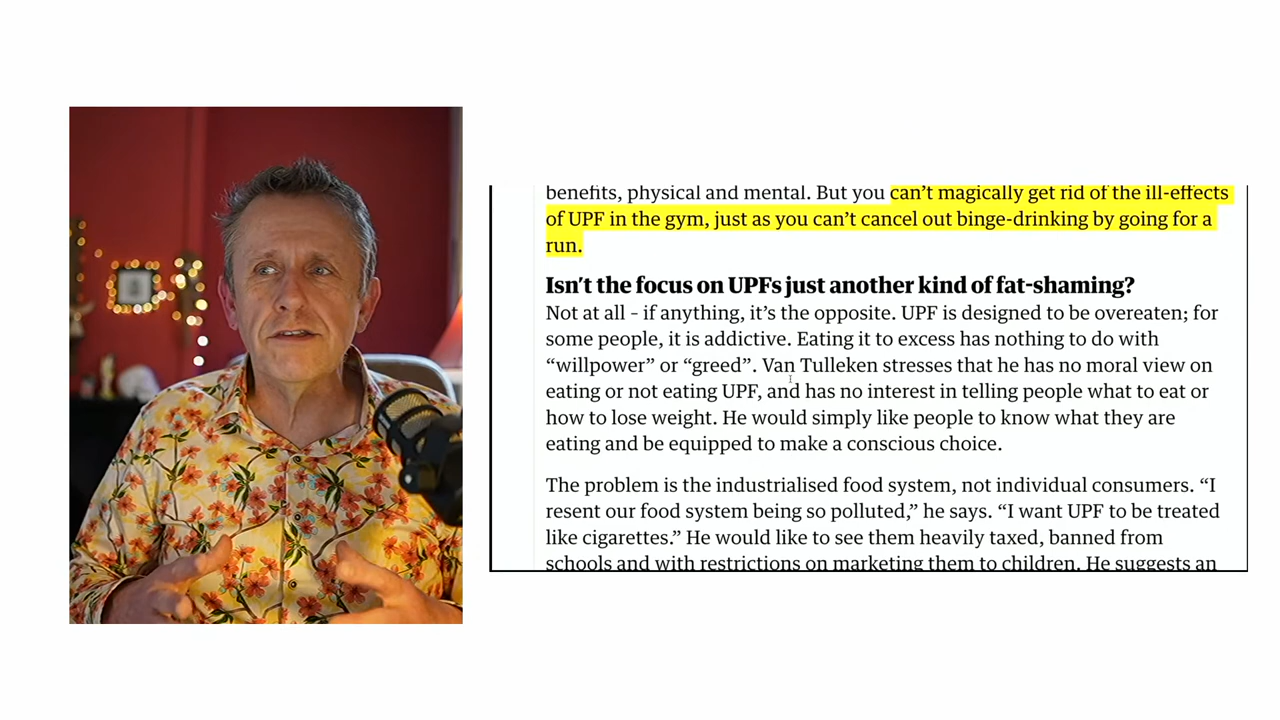 benefits, physical and mental. But you can’t magically get rid of the ill-effects
of UPF in the gym, just as you can’t cancel out binge-drinking by going for a
run.
Isn’t the focus on UPFs just another kind of fat-shaming?
Not at all – if anything, it’s the opposite. UPF is designed to be overeaten; for
some people, it is addictive. Eating it to excess has nothing to do with
“willpower” or “greed”. Van Tulleken stresses that he has no moral view on
eating or not eating UPF, and has no interest in telling people what to eat or
how to lose weight. He would simply like people to know what they are
eating and be equipped to make a conscious choice.
The problem is the industrialised food system, not individual consumers. “I
resent our food system being so polluted,” he says. “I want UPF to be treated
like cigarettes.” He would like to see them heavily taxed, banned from
schools and with restrictions on marketing them to children. He suggests an